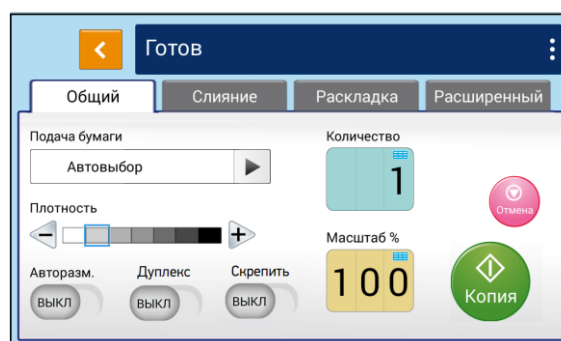 Готов
Общий Слияние Раскладка Расширенный
Подача бумаги
Автовыбор
Количество
1
Отмена
Плотность
Масштаб %
100
Копия
Авторазм. Дуплекс Скрепить
ВЫКЛ ВЫКЛ ВЫКЛ